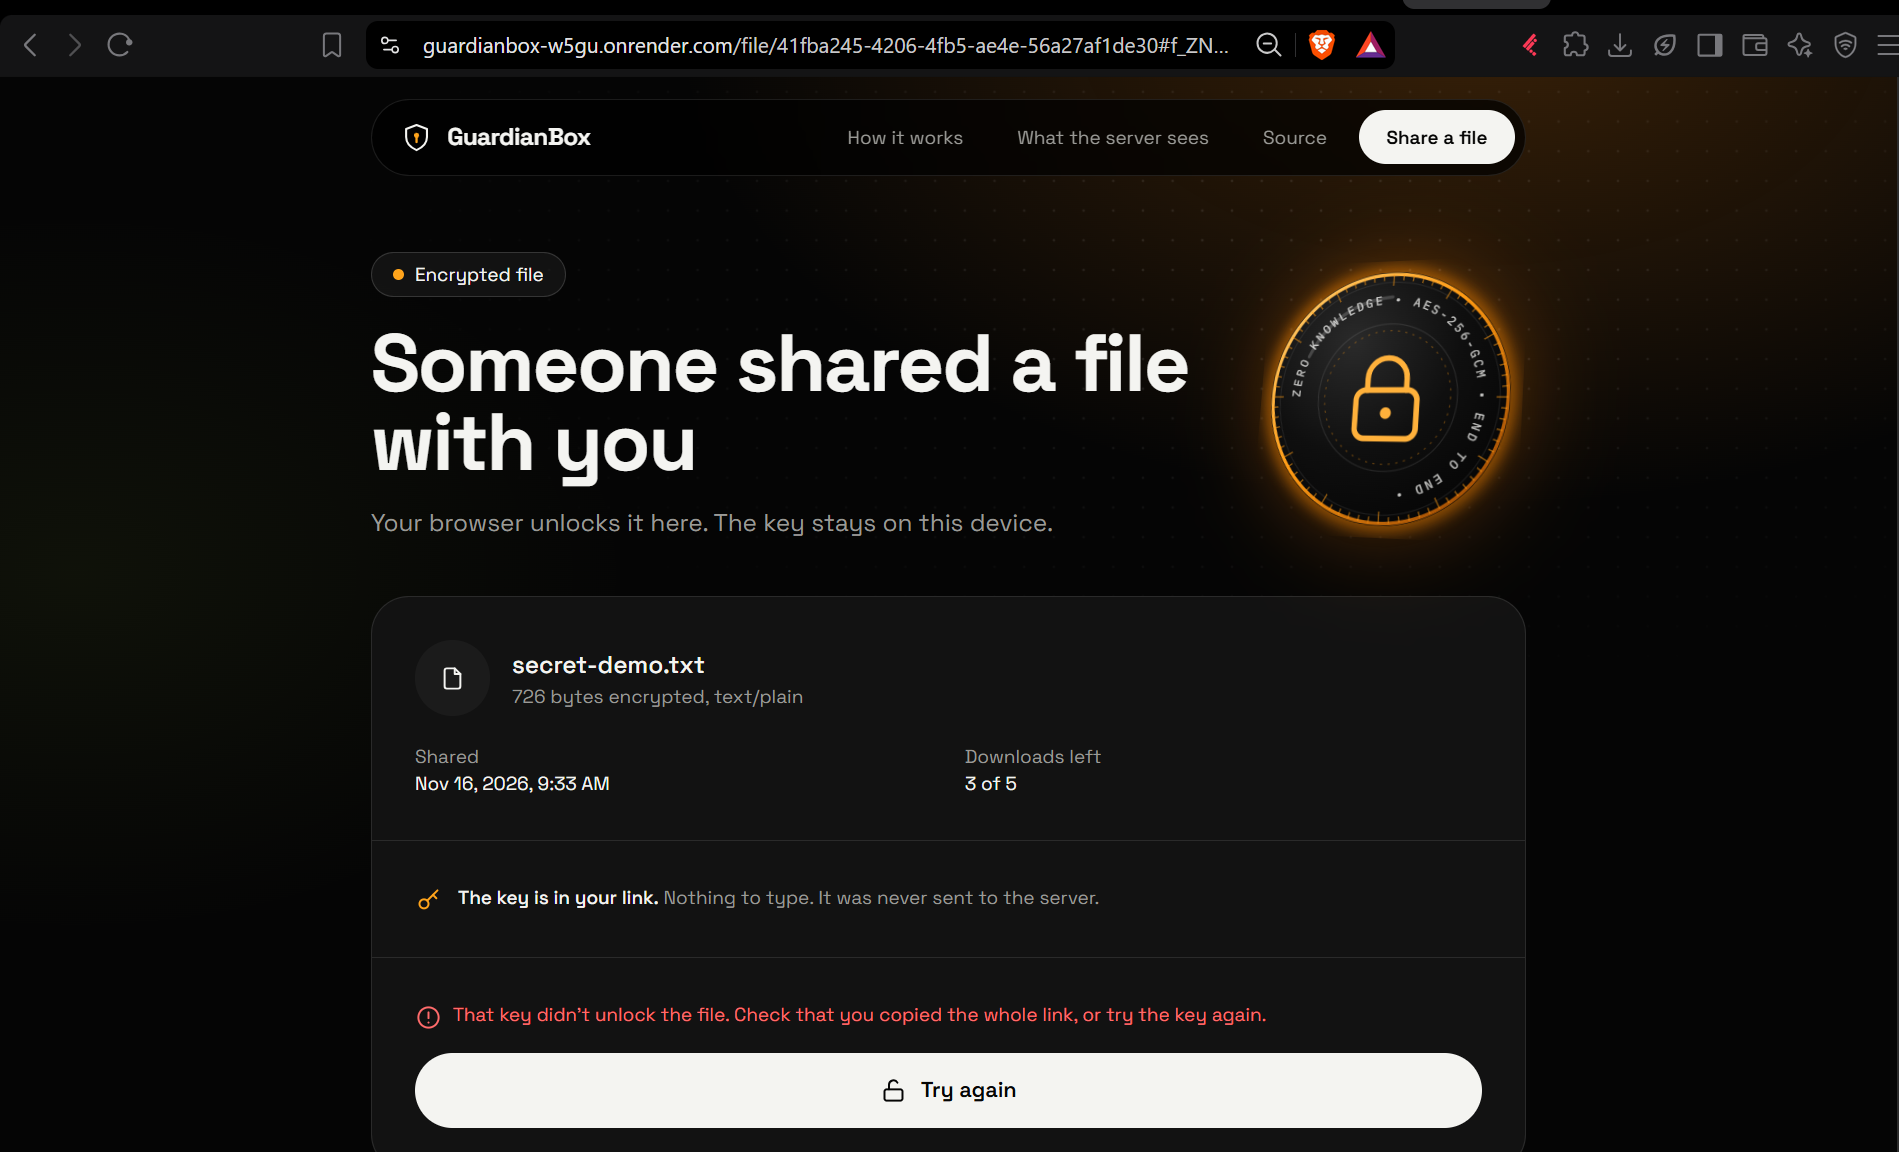 guardianbox-w5gu.onrender.com/file/41fba245-4206-4fb5-ae4e-56a27af1de30#f_ZN...
GuardianBox
How it works
What the server sees
Source
Share a file
Encrypted file
Someone shared a file
with you
Your browser unlocks it here. The key stays on this device.
ZERO KNOWLEDGE • AES-256-GCM • END TO END •
secret-demo.txt
726 bytes encrypted, text/plain
Shared
Nov 16, 2026, 9:33 AM
Downloads left
3 of 5
The key is in your link. Nothing to type. It was never sent to the server.
That key didn’t unlock the file. Check that you copied the whole link, or try the key again.
Try again